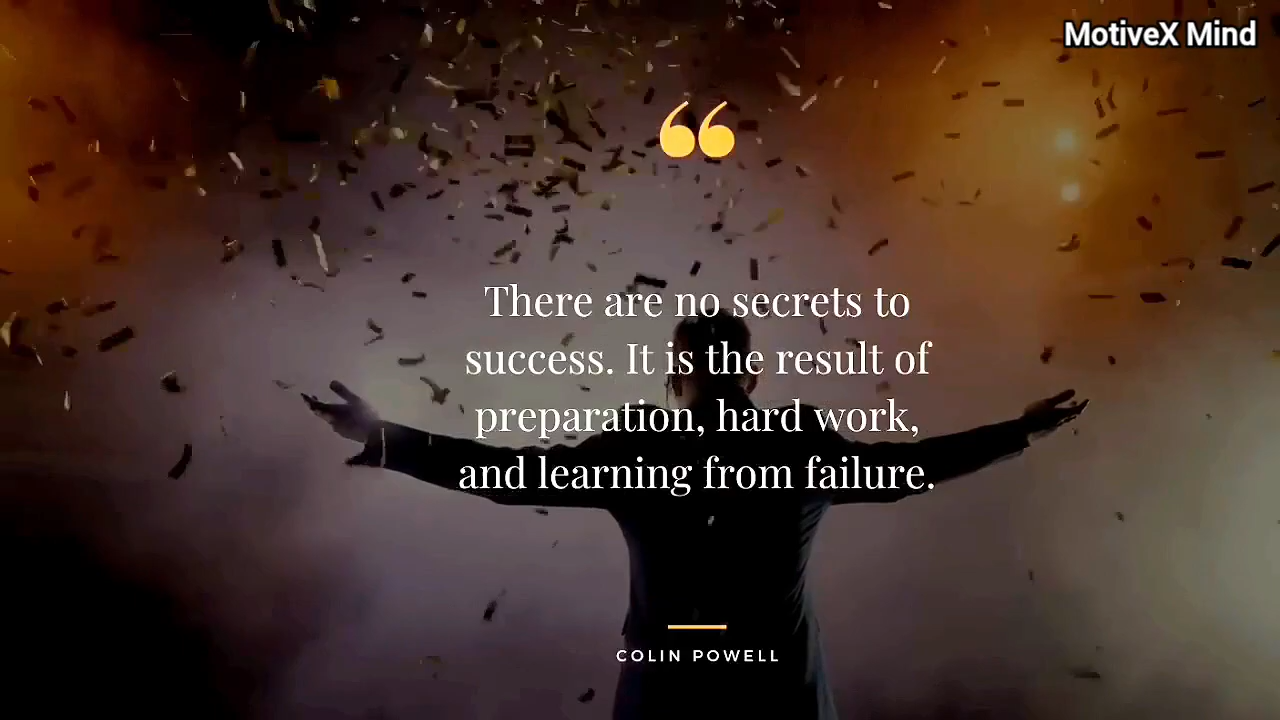 MotiveX Mind
“
There are no secrets to
success. It is the result of
preparation, hard work,
and learning from failure.
COLIN POWELL